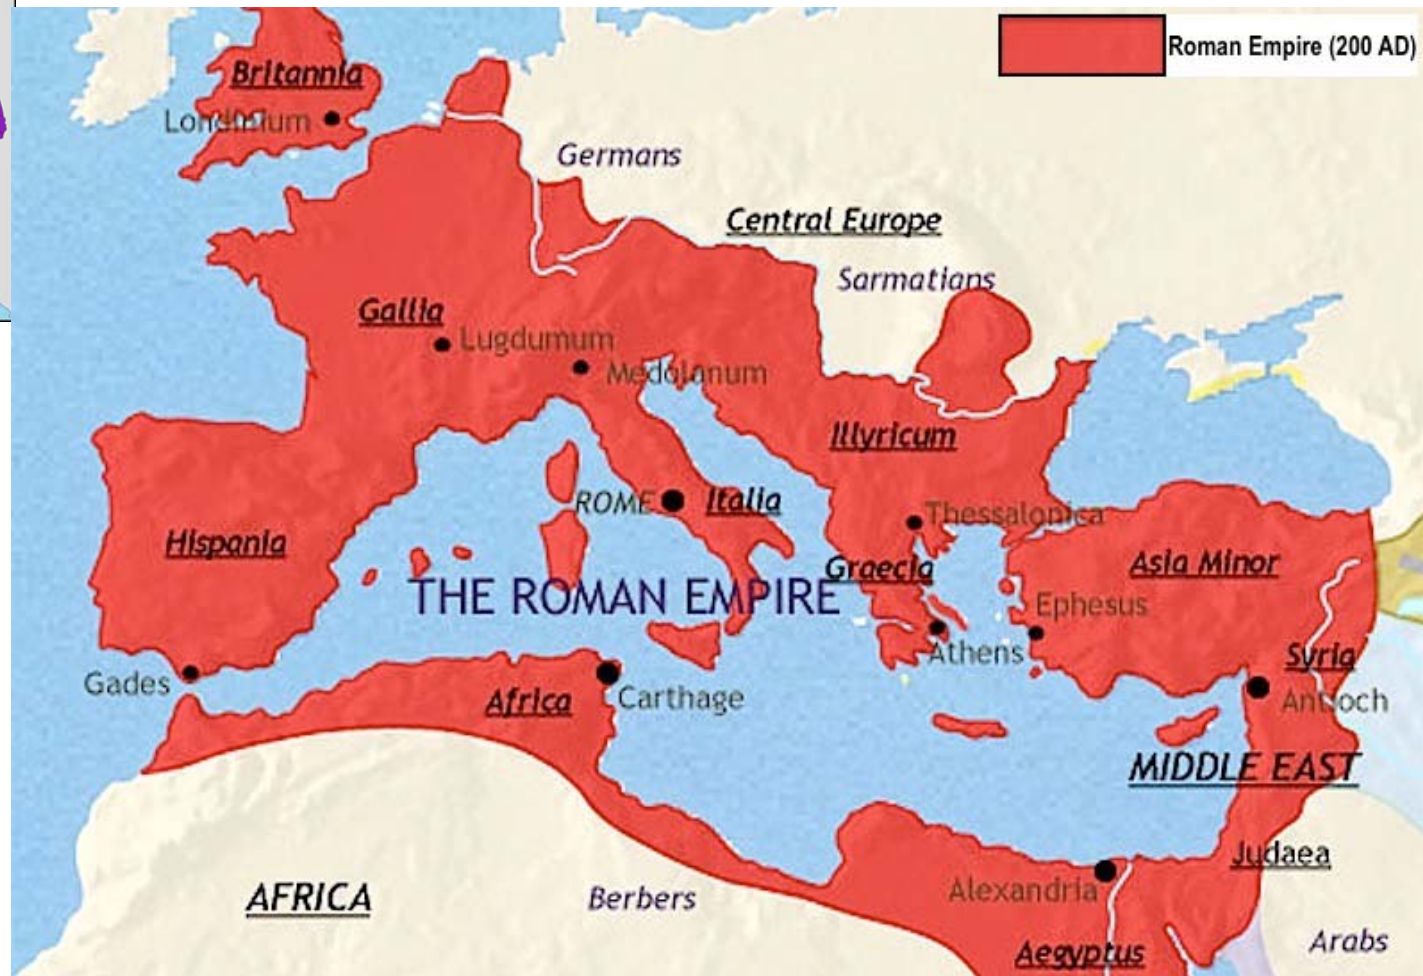 Roman Empire (200 AD)
Britannia
Londinium
Germans
Central Europe
Sarmatians
Gallia
Lugdumum
Medolanum
Illyricum
ROME
Italia
Thessalonica
Hispania
Graecia
Asia Minor
THE ROMAN EMPIRE
Ephesus
Athens
Syria
Gades
Africa
Carthage
Antioch
MIDDLE EAST
Judaea
AFRICA
Berbers
Alexandria
Aegyptus
Arabs